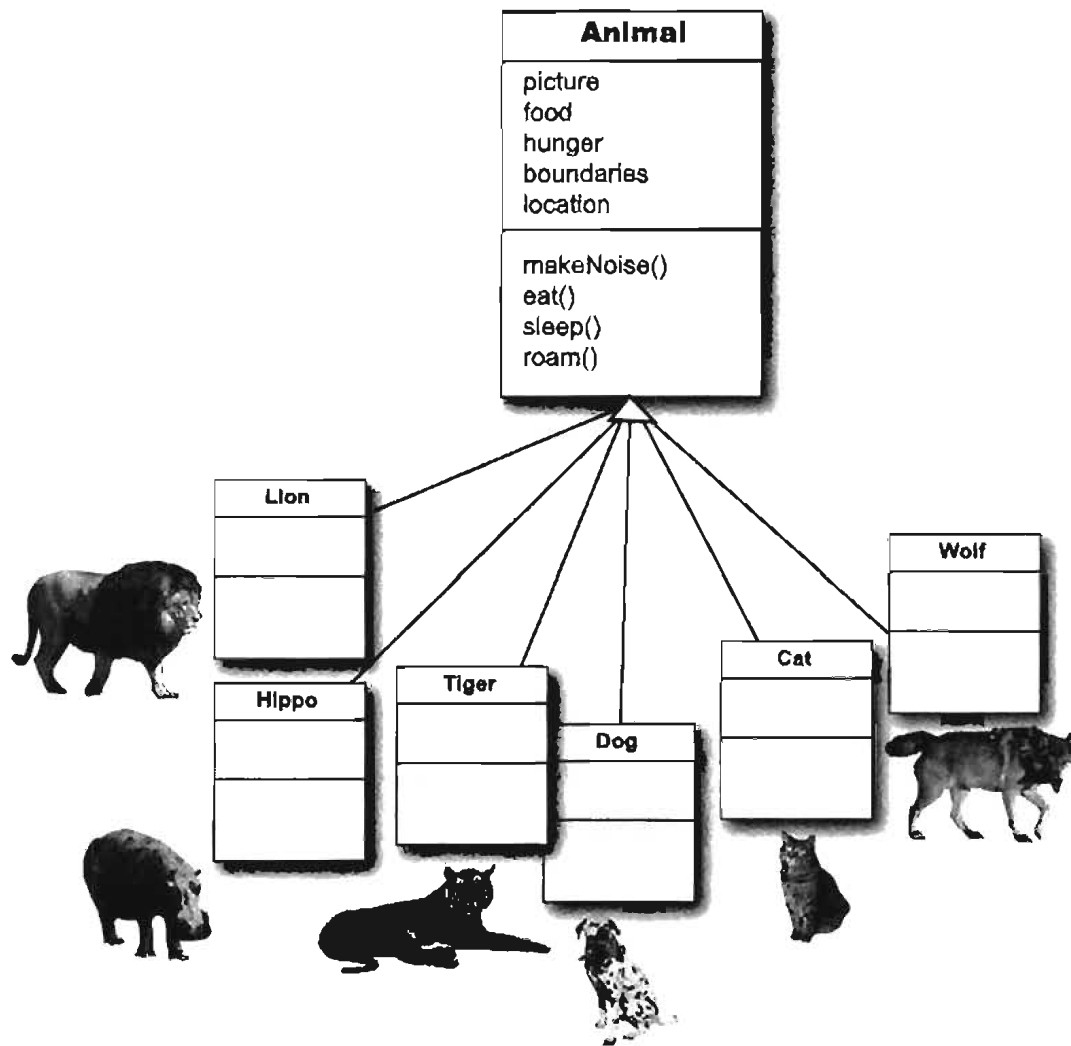 Animal
picture
food
hunger
boundaries
location
makeNoise()
eat()
sleep()
roam()
Lion
Wolf
Cat
Tiger
Hippo
Dog